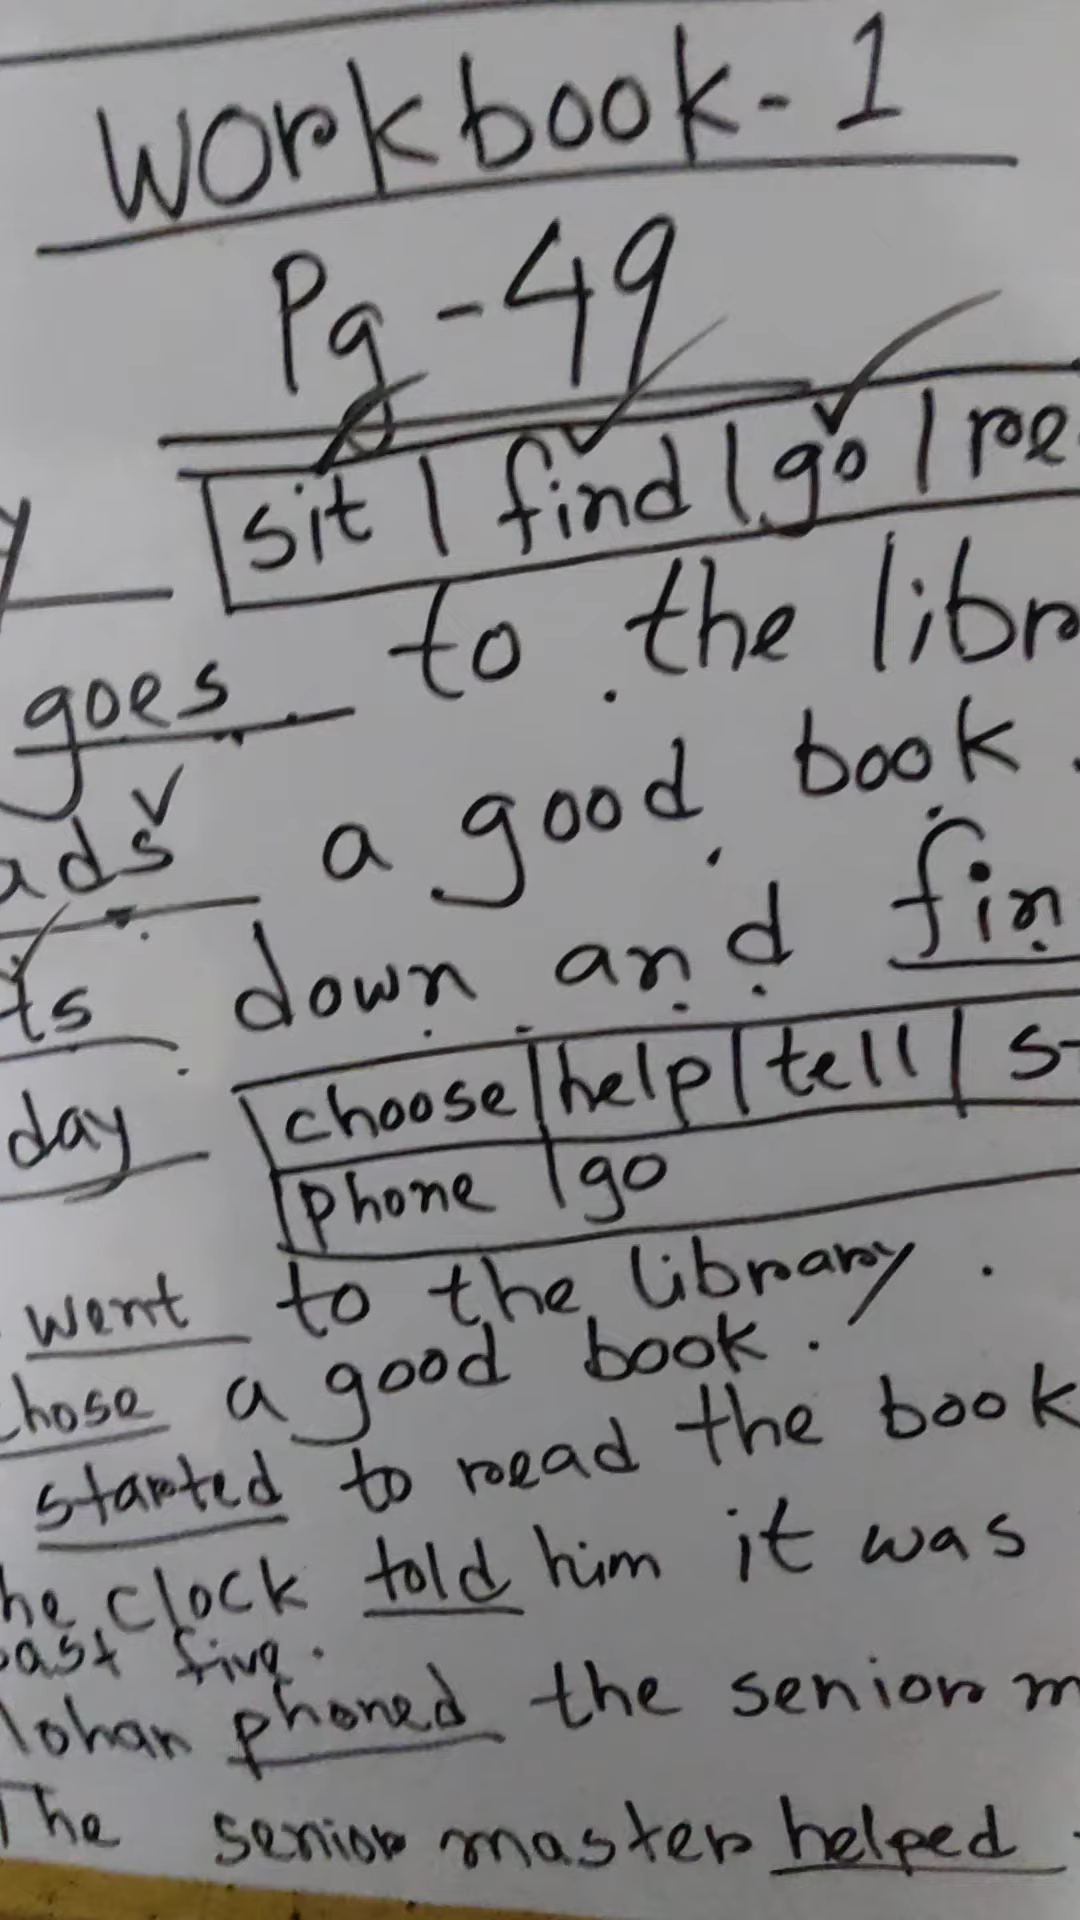 Workbook-1
Pg-49
sit | find | go | re
y
goes to the libr
ads a good book.
ts down and fin
day
choose | help | tell | s
phone | go
went to the library.
hose a good book.
started to read the book
he clock told him it was
past five.
Mohan phoned the senior m
The senior master helped